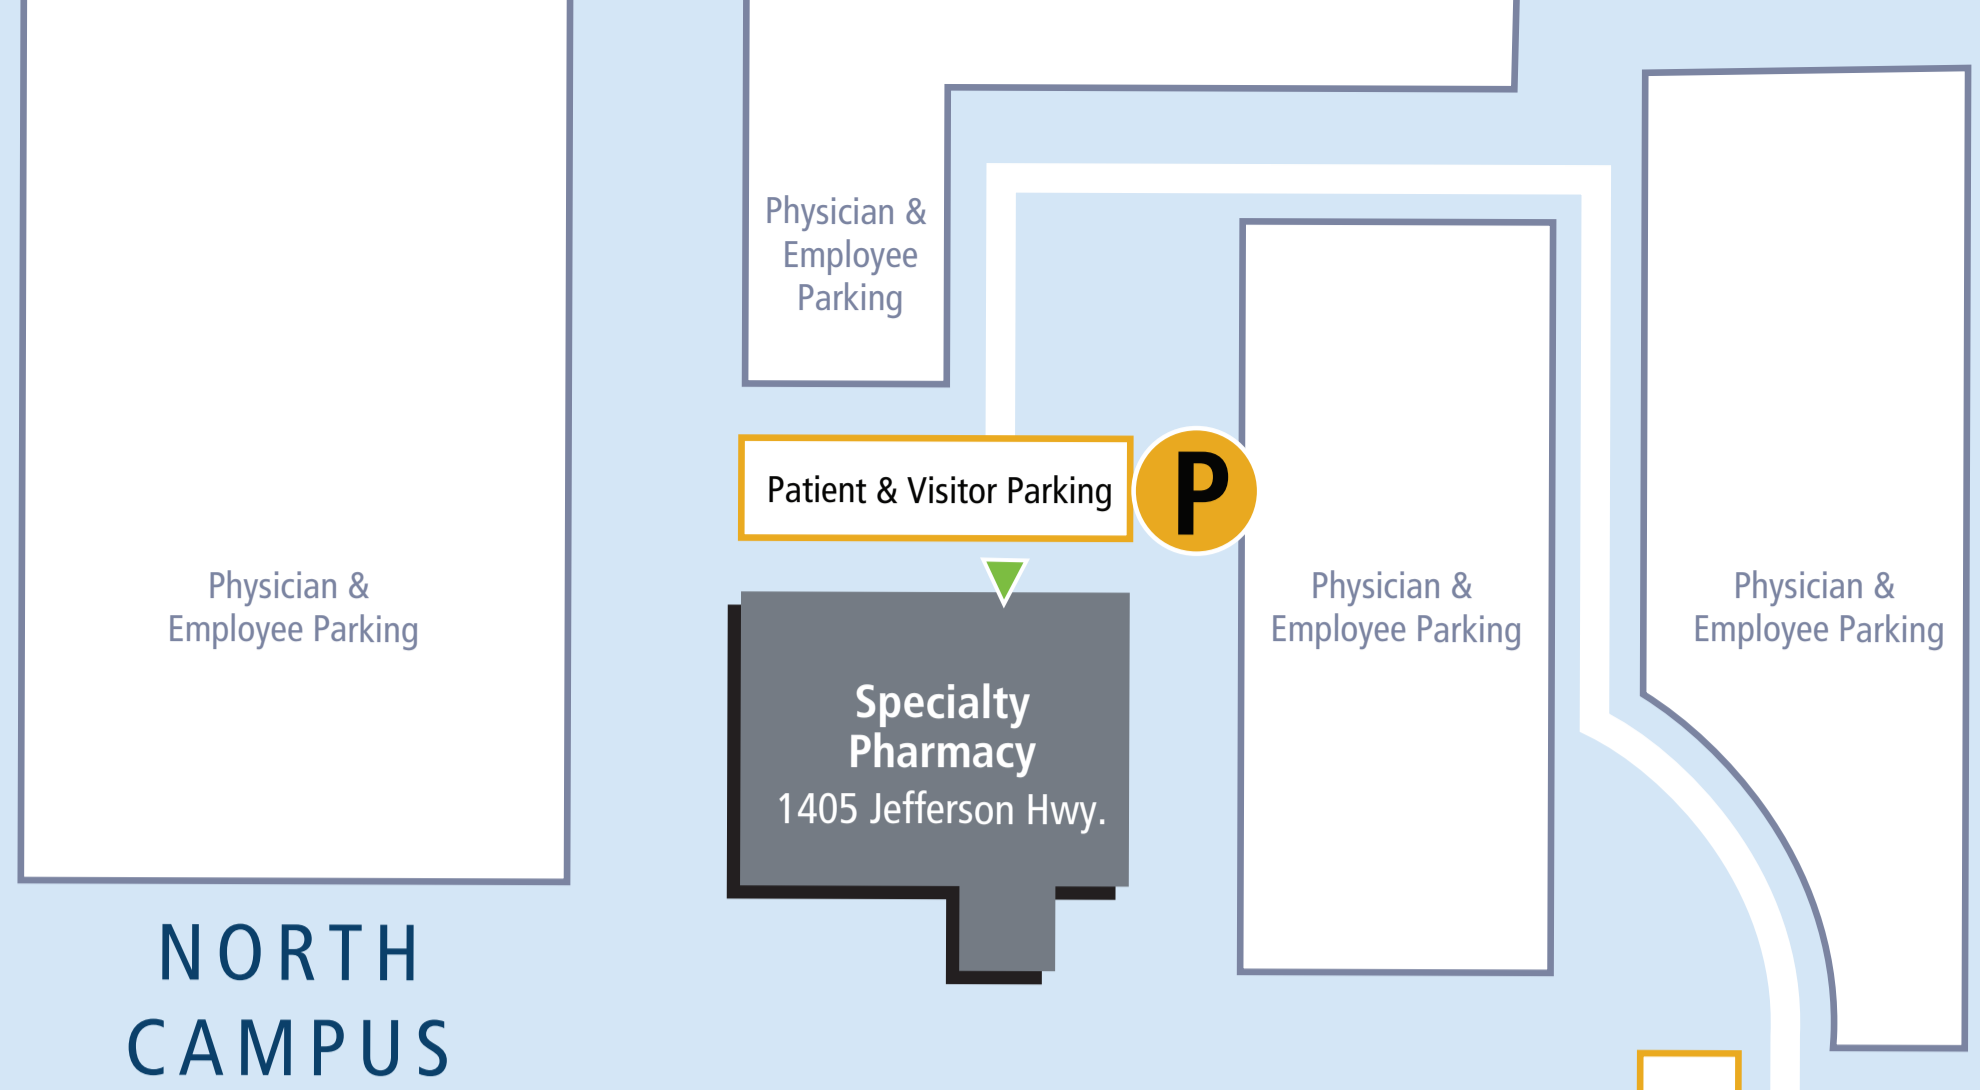 Physician &
Employee
Parking
Patient & Visitor Parking
P
Physician &
Employee Parking
Physician &
Employee Parking
Physician &
Employee Parking
Specialty
Pharmacy
1405 Jefferson Hwy.
NORTH
CAMPUS